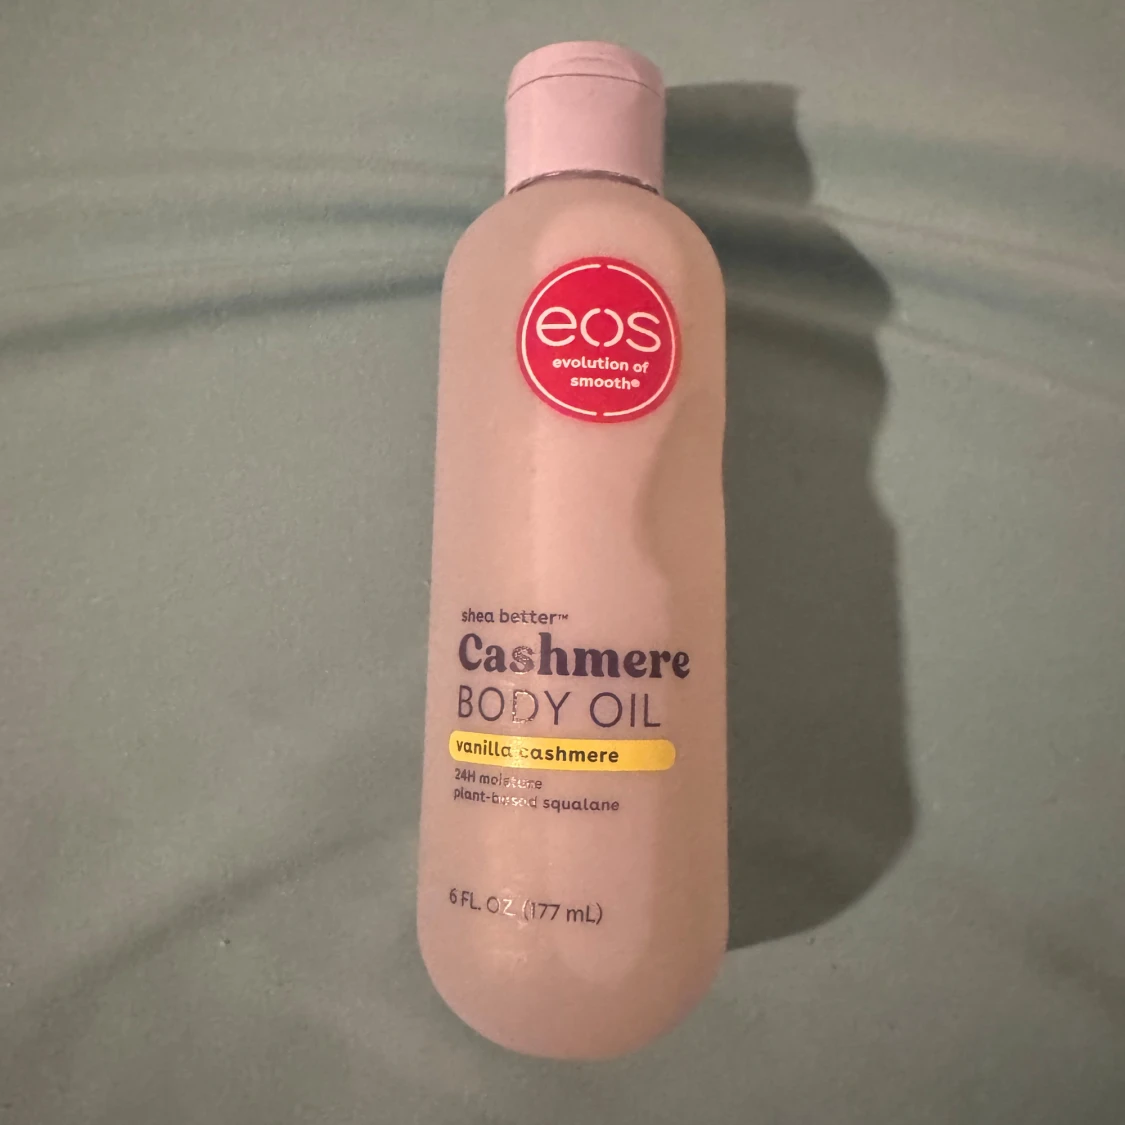 eos
evolution of
smooth®
shea better™
Cashmere
BODY OIL
vanilla cashmere
24H moisture
plant-based squalane
6 FL. OZ (177 mL)